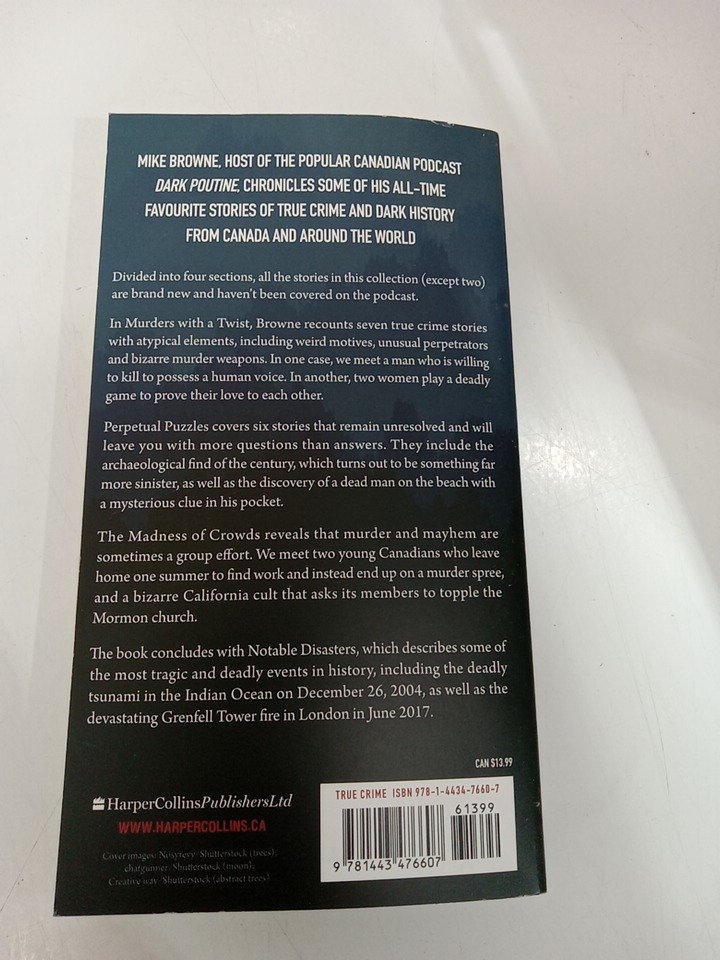 MIKE BROWNE, HOST OF THE POPULAR CANADIAN PODCAST
DARK POUTINE, CHRONICLES SOME OF HIS ALL-TIME
FAVOURITE STORIES OF TRUE CRIME AND DARK HISTORY
FROM CANADA AND AROUND THE WORLD
Divided into four sections, all the stories in this collection (except two)
are brand new and haven't been covered on the podcast.
In Murders with a Twist, Browne recounts seven true crime stories
with atypical elements, including weird motives, unusual perpetrators
and bizarre murder weapons. In one case, we meet a man who is willing
to kill to possess a human voice. In another, two women play a deadly
game to prove their love to each other.
Perpetual Puzzles covers six stories that remain unresolved and will
leave you with more questions than answers. They include the
archaeological find of the century, which turns out to be something far
more sinister, as well as the discovery of a dead man on the beach with
a mysterious clue in his pocket.
The Madness of Crowds reveals that murder and mayhem are
sometimes a group effort. We meet two young Canadians who leave
home one summer to find work and instead end up on a murder spree,
and a bizarre California cult that asks its members to topple the
Mormon church.
The book concludes with Notable Disasters, which describes some of
the most tragic and deadly events in history, including the deadly
tsunami in the Indian Ocean on December 26, 2004, as well as the
devastating Grenfell Tower fire in London in June 2017.
CAN $13.99
HarperCollinsPublishersLtd
WWW.HARPERCOLLINS.CA
Cover images: Nosyrevy/Shutterstock (trees);
chatgunner/Shutterstock (moon);
Creative wav/Shutterstock (abstract trees)
TRUE CRIME ISBN 978-1-4434-7660-7
61399
9 781443 476607